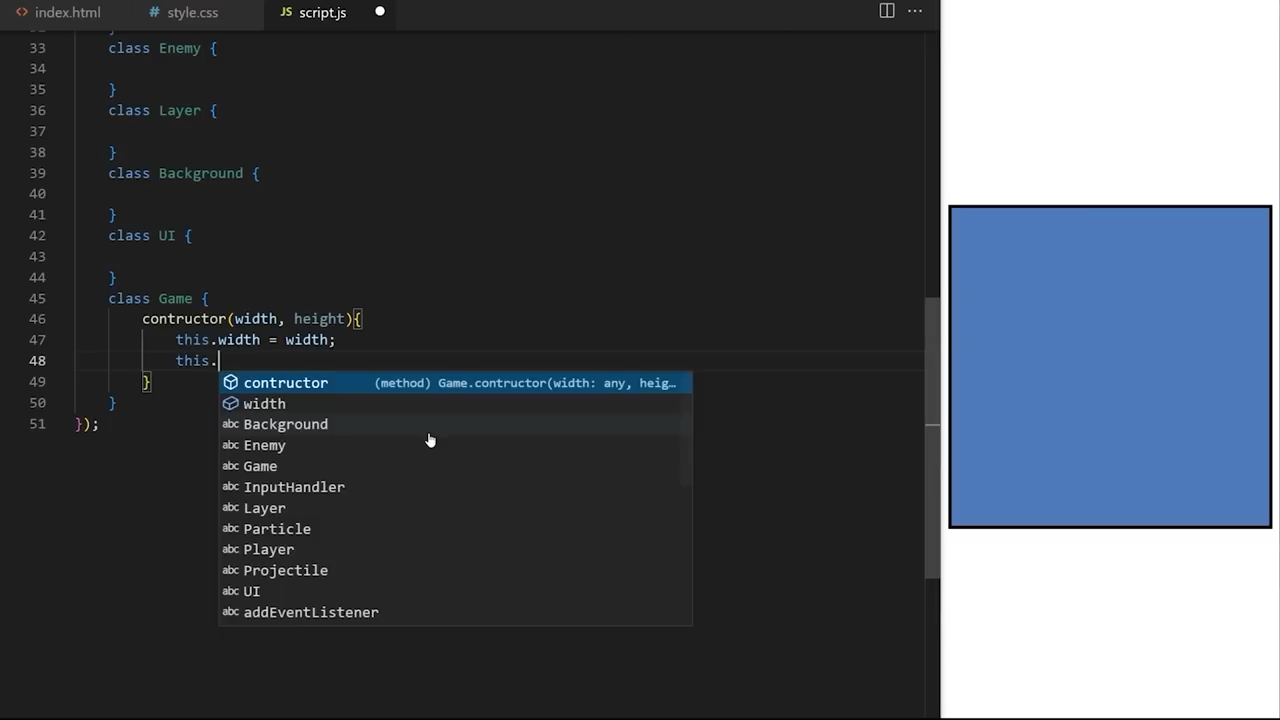 <> index.html # style.css JS script.js ● ...
33 class Enemy {
34
35 }
36 class Layer {
37
38 }
39 class Background {
40
41 }
42 class UI {
43
44 }
45 class Game {
46 contructor(width, height){
47 this.width = width;
48 this.
49 }
50 }
51 });
contructor (method) Game.contructor(width: any, heig…
width
abc Background
abc Enemy
abc Game
abc InputHandler
abc Layer
abc Particle
abc Player
abc Projectile
abc UI
abc addEventListener